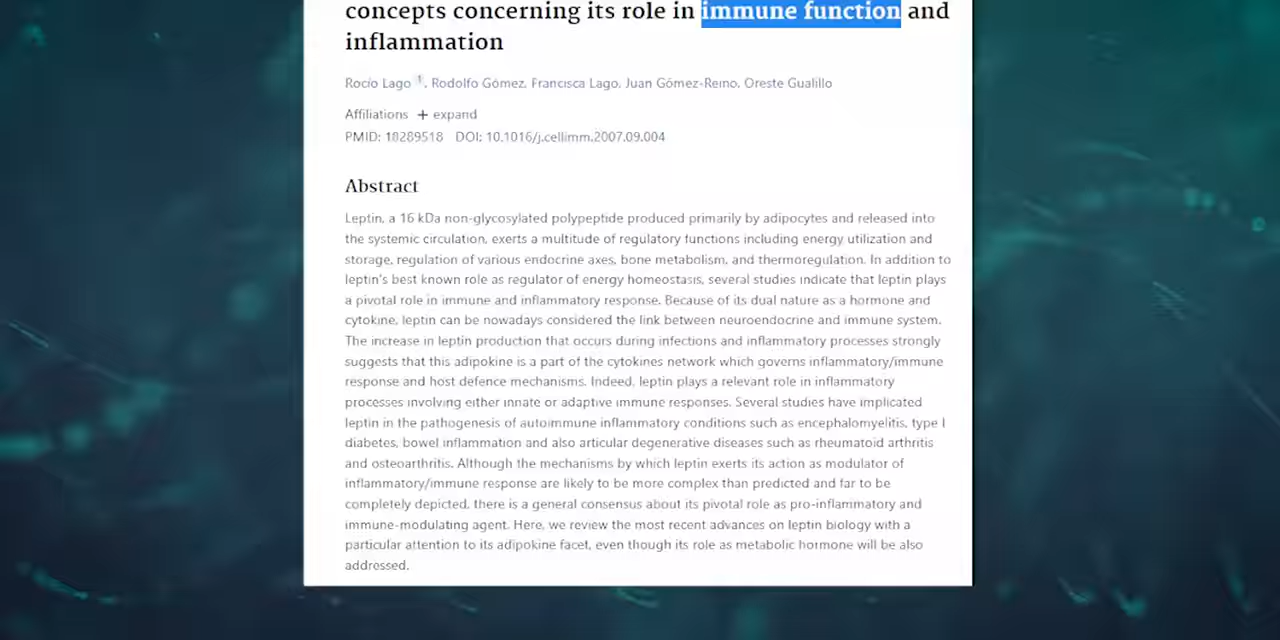 concepts concerning its role in immune function and
inflammation
Rocío Lago 1, Rodolfo Gómez, Francisca Lago, Juan Gómez-Reino, Oreste Gualillo
Affiliations + expand
PMID: 18289518 DOI: 10.1016/j.cellimm.2007.09.004
Abstract
Leptin, a 16 kDa non-glycosylated polypeptide produced primarily by adipocytes and released into
the systemic circulation, exerts a multitude of regulatory functions including energy utilization and
storage, regulation of various endocrine axes, bone metabolism, and thermoregulation. In addition to
leptin's best known role as regulator of energy homeostasis, several studies indicate that leptin plays
a pivotal role in immune and inflammatory response. Because of its dual nature as a hormone and
cytokine, leptin can be nowadays considered the link between neuroendocrine and immune system.
The increase in leptin production that occurs during infections and inflammatory processes strongly
suggests that this adipokine is a part of the cytokines network which governs inflammatory/immune
response and host defence mechanisms. Indeed, leptin plays a relevant role in inflammatory
processes involving either innate or adaptive immune responses. Several studies have implicated
leptin in the pathogenesis of autoimmune inflammatory conditions such as encephalomyelitis, type I
diabetes, bowel inflammation and also articular degenerative diseases such as rheumatoid arthritis
and osteoarthritis. Although the mechanisms by which leptin exerts its action as modulator of
inflammatory/immune response are likely to be more complex than predicted and far to be
completely depicted, there is a general consensus about its pivotal role as pro-inflammatory and
immune-modulating agent. Here, we review the most recent advances on leptin biology with a
particular attention to its adipokine facet, even though its role as metabolic hormone will be also
addressed.